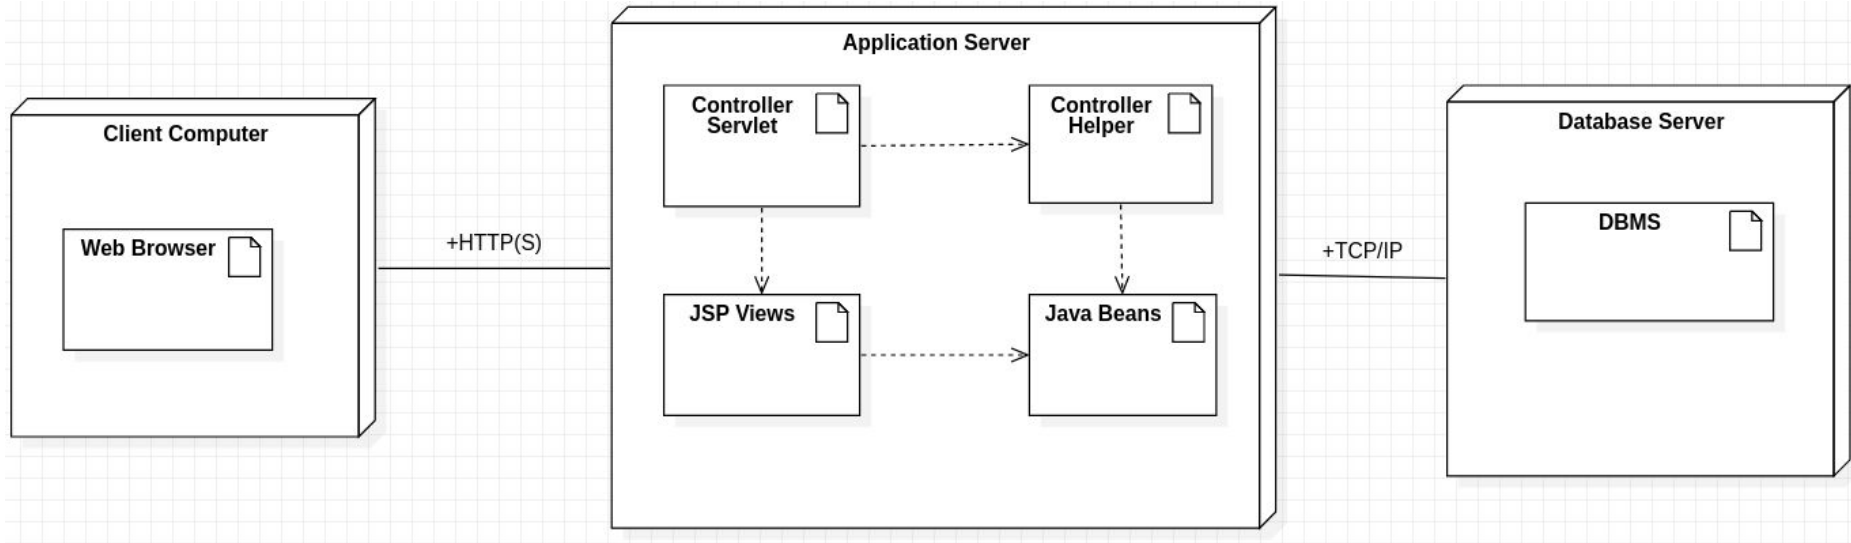 Application Server
Controller
Servlet
Controller
Helper
Client Computer
Database Server
Web Browser
+HTTP(S)
+TCP/IP
DBMS
JSP Views
Java Beans